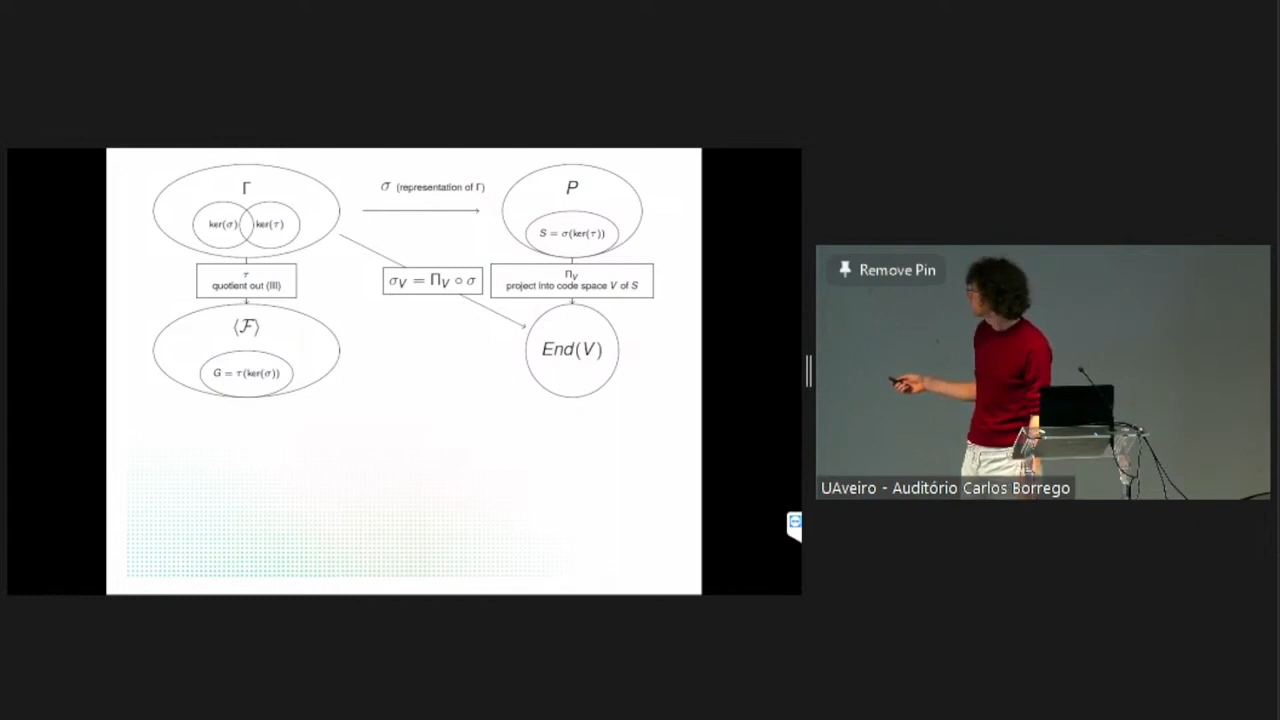 Γ
ker(σ) ker(τ)
σ (representation of Γ)
P
S = σ(ker(τ))
τ
quotient out (III)
σ_V = Π_V ∘ σ
Π_V
project into code space V of S
⟨𝓕⟩
G = τ(ker(σ))
End(V)
Remove Pin
UAveiro - Auditório Carlos Borrego